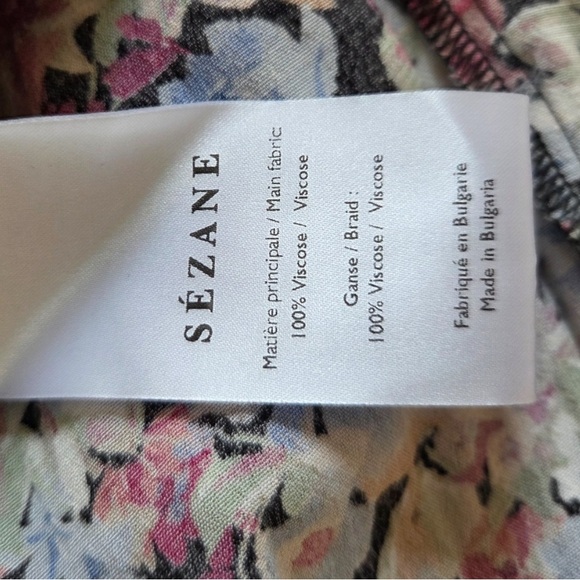 SÉZANE
Matière principale / Main fabric:
100% Viscose / Viscose
Ganse / Braid :
100% Viscose / Viscose
Fabriqué en Bulgarie
Made in Bulgaria